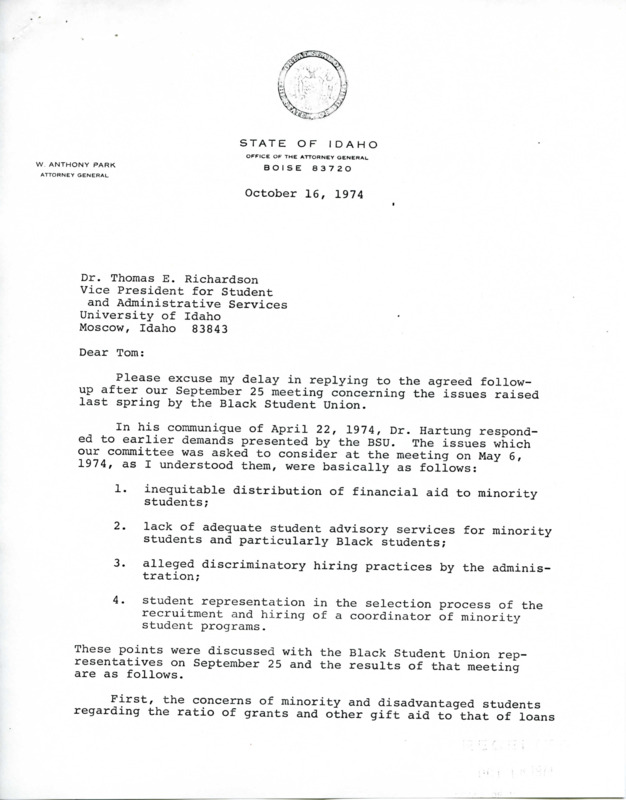 STATE OF IDAHO
OFFICE OF THE ATTORNEY GENERAL
BOISE 83720
W. ANTHONY PARK
ATTORNEY GENERAL
October 16, 1974
Dr. Thomas E. Richardson
Vice President for Student
and Administrative Services
University of Idaho
Moscow, Idaho 83843
Dear Tom:
Please excuse my delay in replying to the agreed follow-
up after our September 25 meeting concerning the issues raised
last spring by the Black Student Union.
In his communique of April 22, 1974, Dr. Hartung respond-
ed to earlier demands presented by the BSU. The issues which
our committee was asked to consider at the meeting on May 6,
1974, as I understood them, were basically as follows:
1. inequitable distribution of financial aid to minority
students;
2. lack of adequate student advisory services for minority
students and particularly Black students;
3. alleged discriminatory hiring practices by the adminis-
tration;
4. student representation in the selection process of the
recruitment and hiring of a coordinator of minority
student programs.
These points were discussed with the Black Student Union rep-
resentatives on September 25 and the results of that meeting
are as follows.
First, the concerns of minority and disadvantaged students
regarding the ratio of grants and other gift aid to that of loans